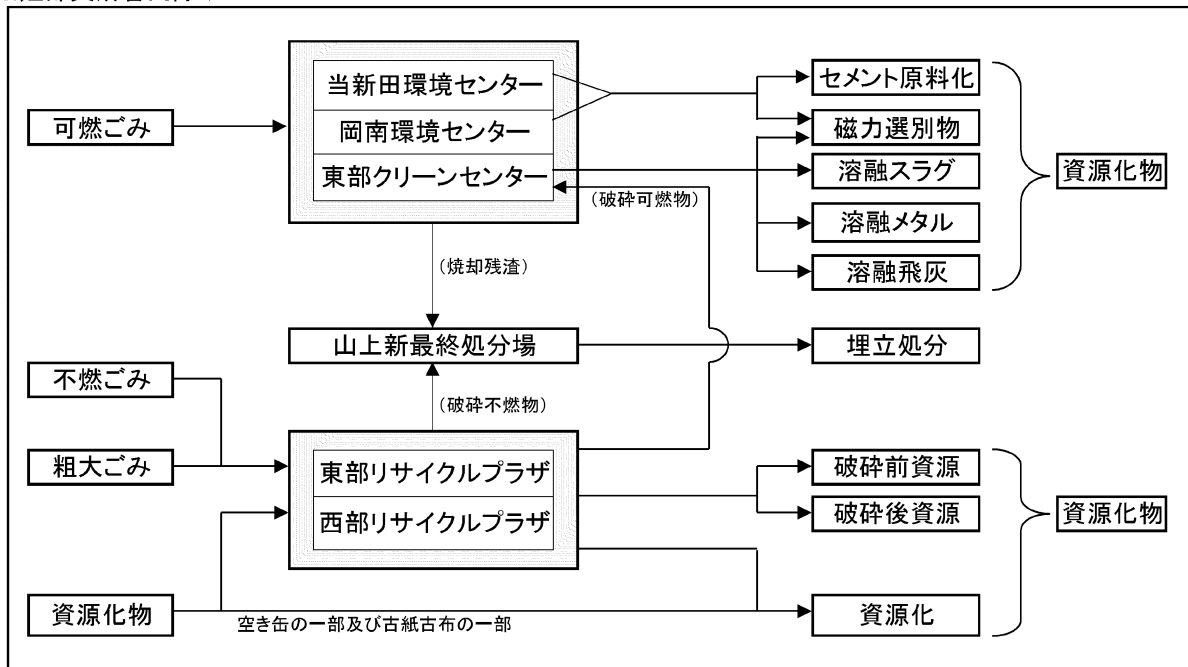 当新田環境センター
セメント原料化
可燃ごみ
岡南環境センター
磁力選別物
東部クリーンセンター
溶融スラグ
資源化物
(破砕可燃物)
溶融メタル
(焼却残渣)
溶融飛灰
山上新最終処分場
埋立処分
不燃ごみ
(破砕不燃物)
粗大ごみ
東部リサイクルプラザ
破砕前資源
西部リサイクルプラザ
破砕後資源
資源化物
資源化物
空き缶の一部及び古紙古布の一部
資源化